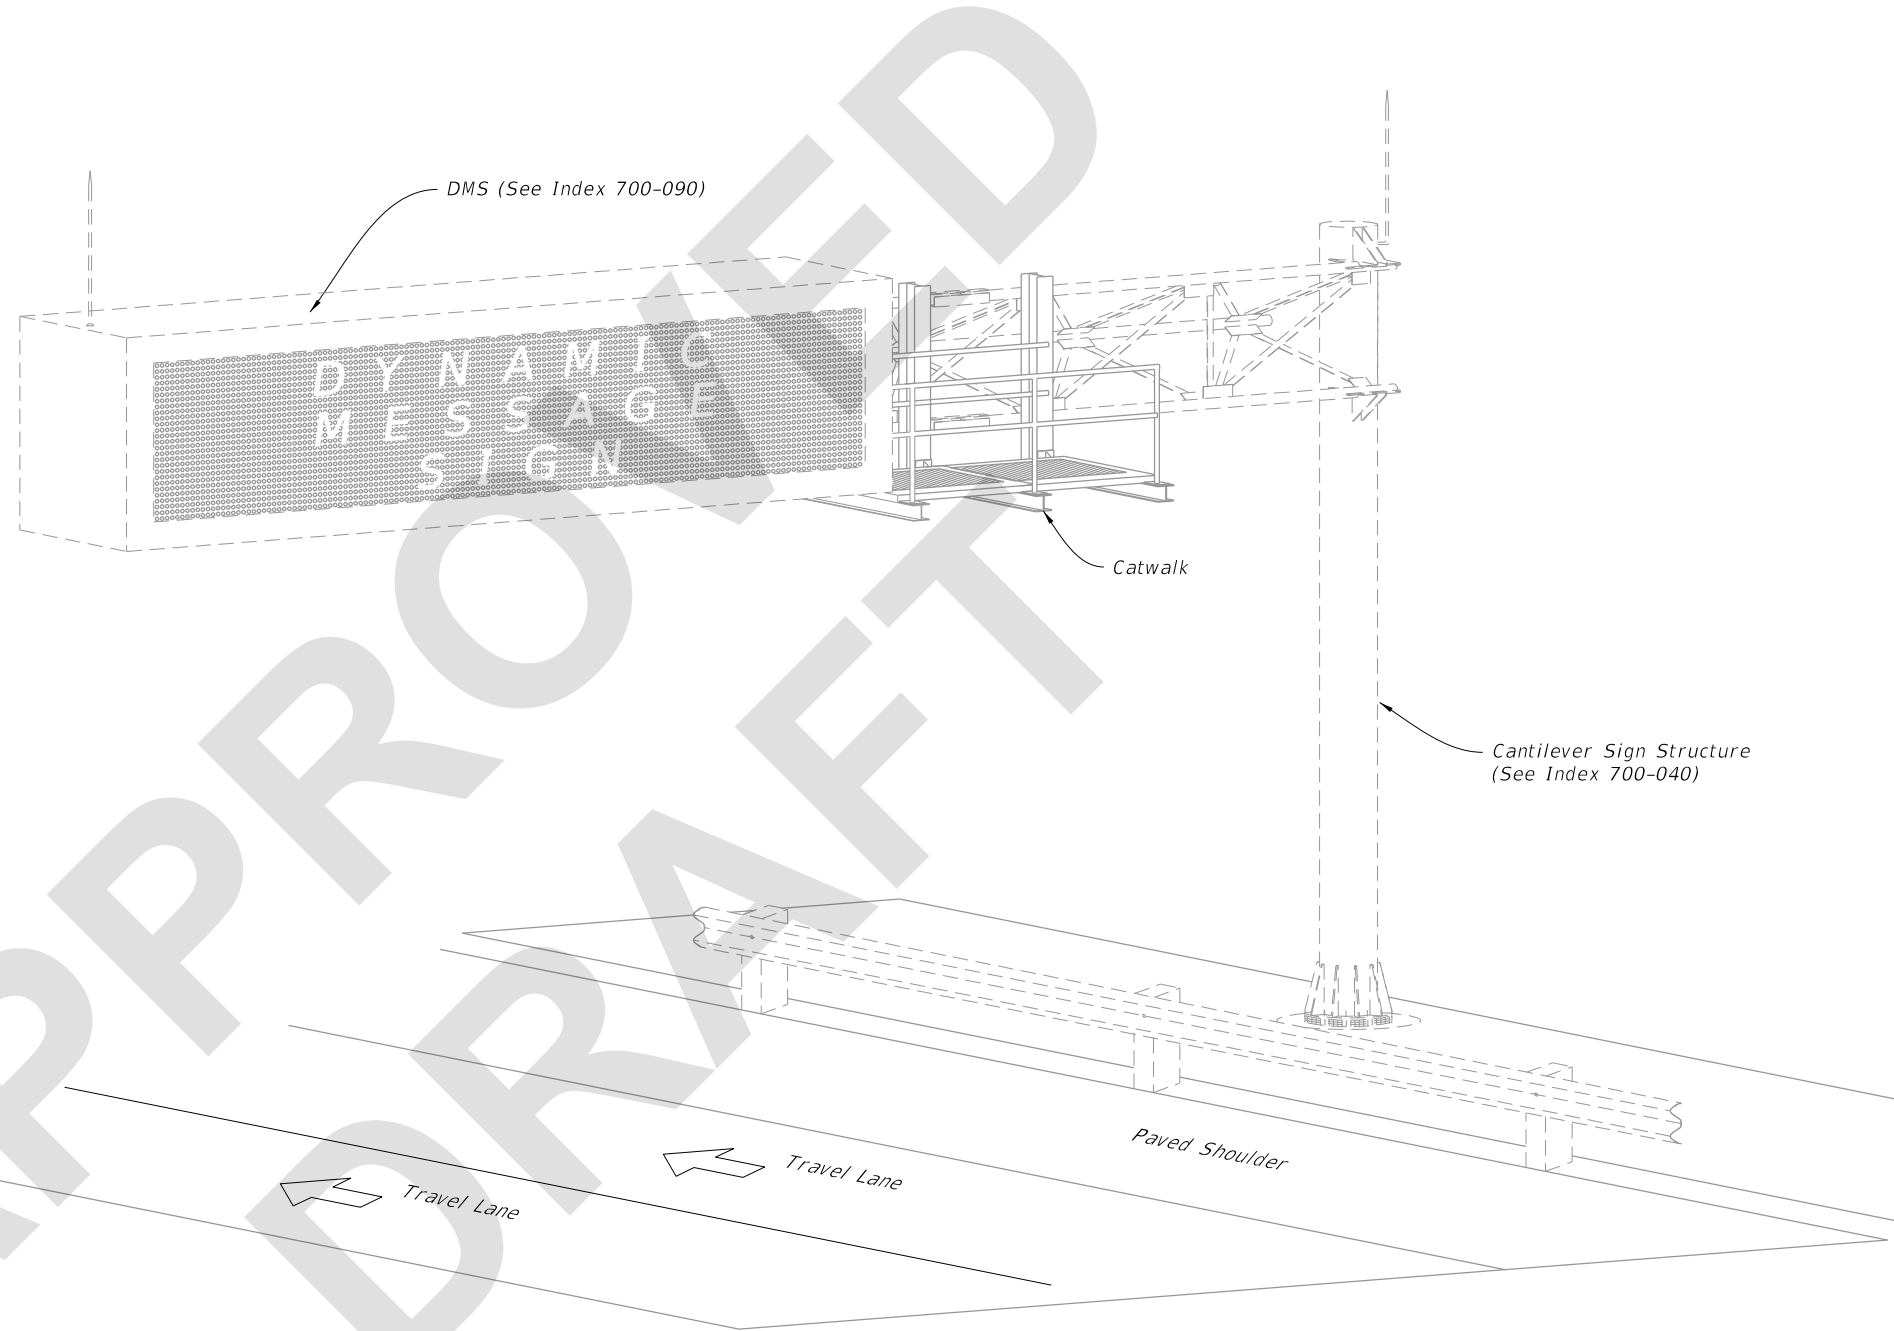 DMS (See Index 700-090)
DYNAMIC
MESSAGE
SIGN
Catwalk
Cantilever Sign Structure
(See Index 700-040)
Paved Shoulder
Travel Lane
Travel Lane
APPROVED
DRAFT